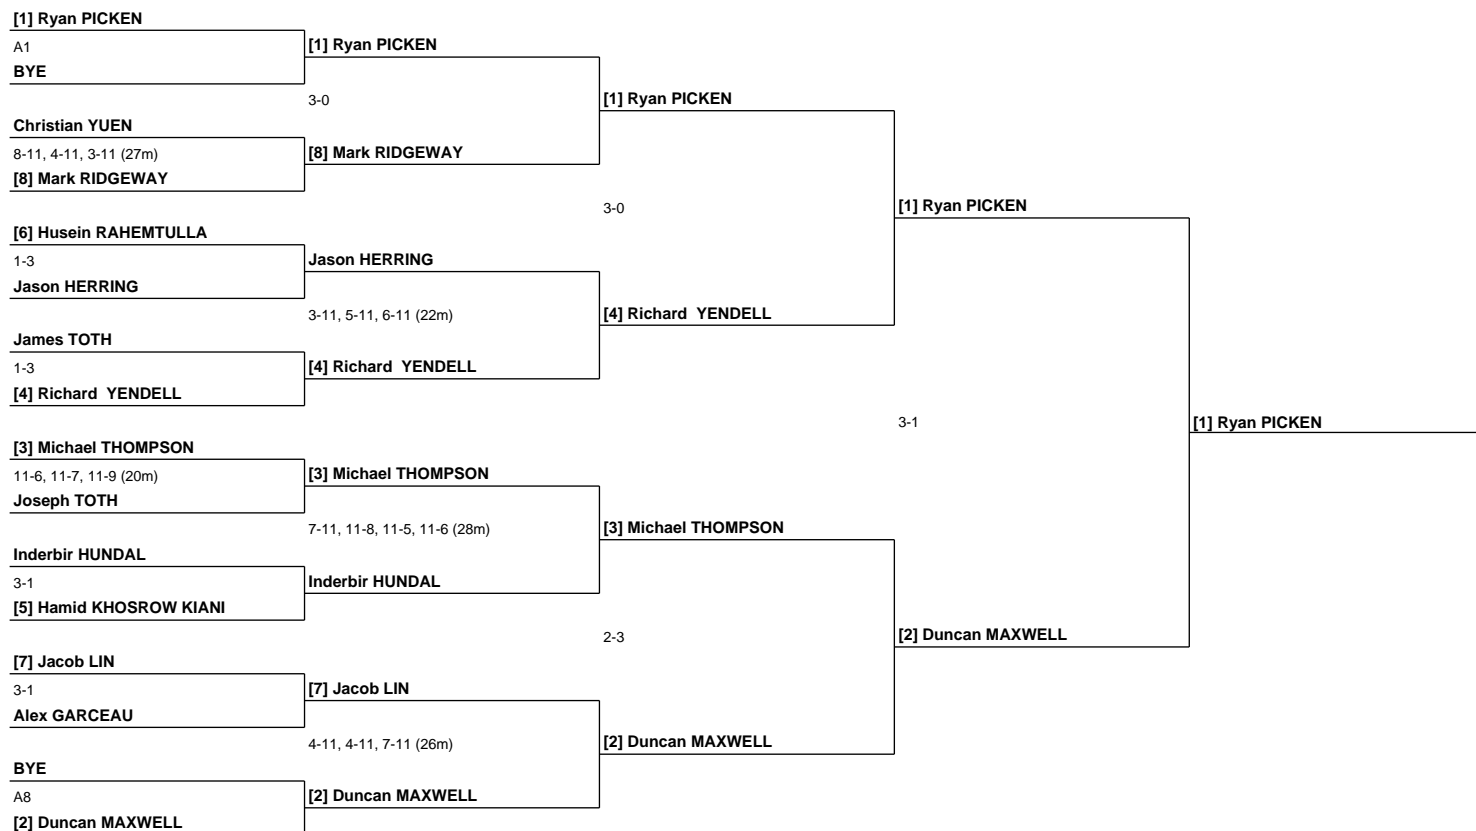 [1] Ryan PICKEN
A1
BYE
[1] Ryan PICKEN
3-0
[1] Ryan PICKEN
Christian YUEN
8-11, 4-11, 3-11 (27m)
[8] Mark RIDGEWAY
[8] Mark RIDGEWAY
3-0
[1] Ryan PICKEN
[6] Husein RAHEMTULLA
1-3
Jason HERRING
Jason HERRING
3-11, 5-11, 6-11 (22m)
[4] Richard  YENDELL
James TOTH
1-3
[4] Richard  YENDELL
[4] Richard  YENDELL
3-1
[1] Ryan PICKEN
[3] Michael THOMPSON
11-6, 11-7, 11-9 (20m)
Joseph TOTH
[3] Michael THOMPSON
7-11, 11-8, 11-5, 11-6 (28m)
[3] Michael THOMPSON
Inderbir HUNDAL
3-1
[5] Hamid KHOSROW KIANI
Inderbir HUNDAL
2-3
[2] Duncan MAXWELL
[7] Jacob LIN
3-1
Alex GARCEAU
[7] Jacob LIN
4-11, 4-11, 7-11 (26m)
[2] Duncan MAXWELL
BYE
A8
[2] Duncan MAXWELL
[2] Duncan MAXWELL